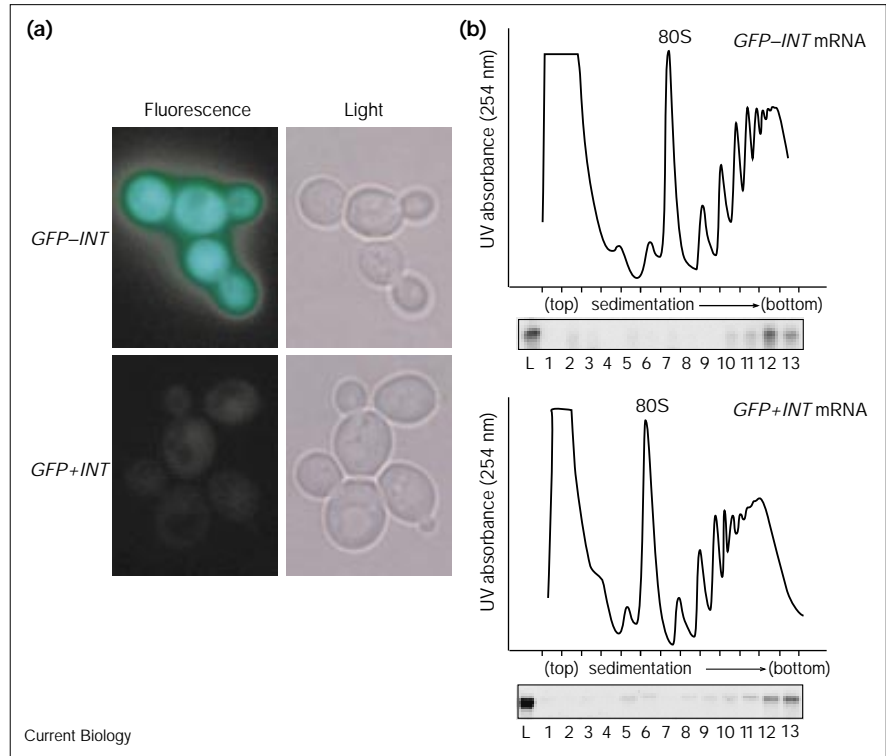 (a)
Fluorescence
Light
GFP–INT
GFP+INT
(b)
80S
GFP–INT mRNA
UV absorbance (254 nm)
(top) sedimentation (bottom)
L 1 2 3 4 5 6 7 8 9 10 11 12 13
80S
GFP+INT mRNA
UV absorbance (254 nm)
(top) sedimentation (bottom)
L 1 2 3 4 5 6 7 8 9 10 11 12 13
Current Biology